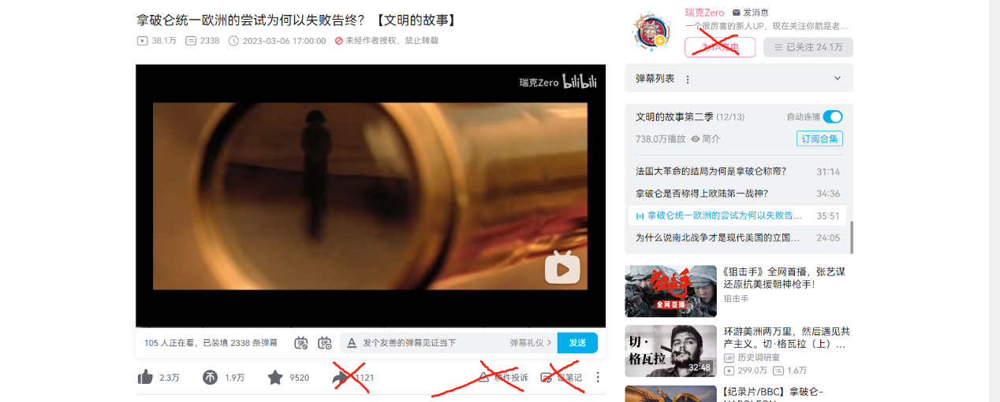 拿破仑统一欧洲的尝试为何以失败告终？【文明的故事】
38.1万 2338 2023-03-06 17:00:00 未经作者授权，禁止转载
瑞克Zero bilibili
105 人正在看，已装填 2338 条弹幕 发个友善的弹幕见证当下 弹幕礼仪 发送
2.3万 1.9万 9520 1121 稿件投诉 记笔记
瑞克Zero 发消息
一个很厉害的新人UP，现在关注你就是老…
为TA充电 已关注 24.1万
弹幕列表
文明的故事第二季 (12/13) 自动连播
738.0万播放 简介 订阅合集
法国大革命的结局为何是拿破仑称帝？ 31:14
拿破仑是否称得上欧陆第一战神？ 34:36
拿破仑统一欧洲的尝试为何以失败告… 35:51
为什么说南北战争才是现代美国的立国… 24:05
狙击手
全网首播
《狙击手》全网首播，张艺谋
还原抗美援朝神枪手！
狙击手
切·
格瓦拉
32:48
环游美洲两万里，然后遇见共
产主义。切·格瓦拉（上）…
UP 历史调研室
299.0万 1.6万
【纪录片/BBC】拿破仑-
NAPOLEON